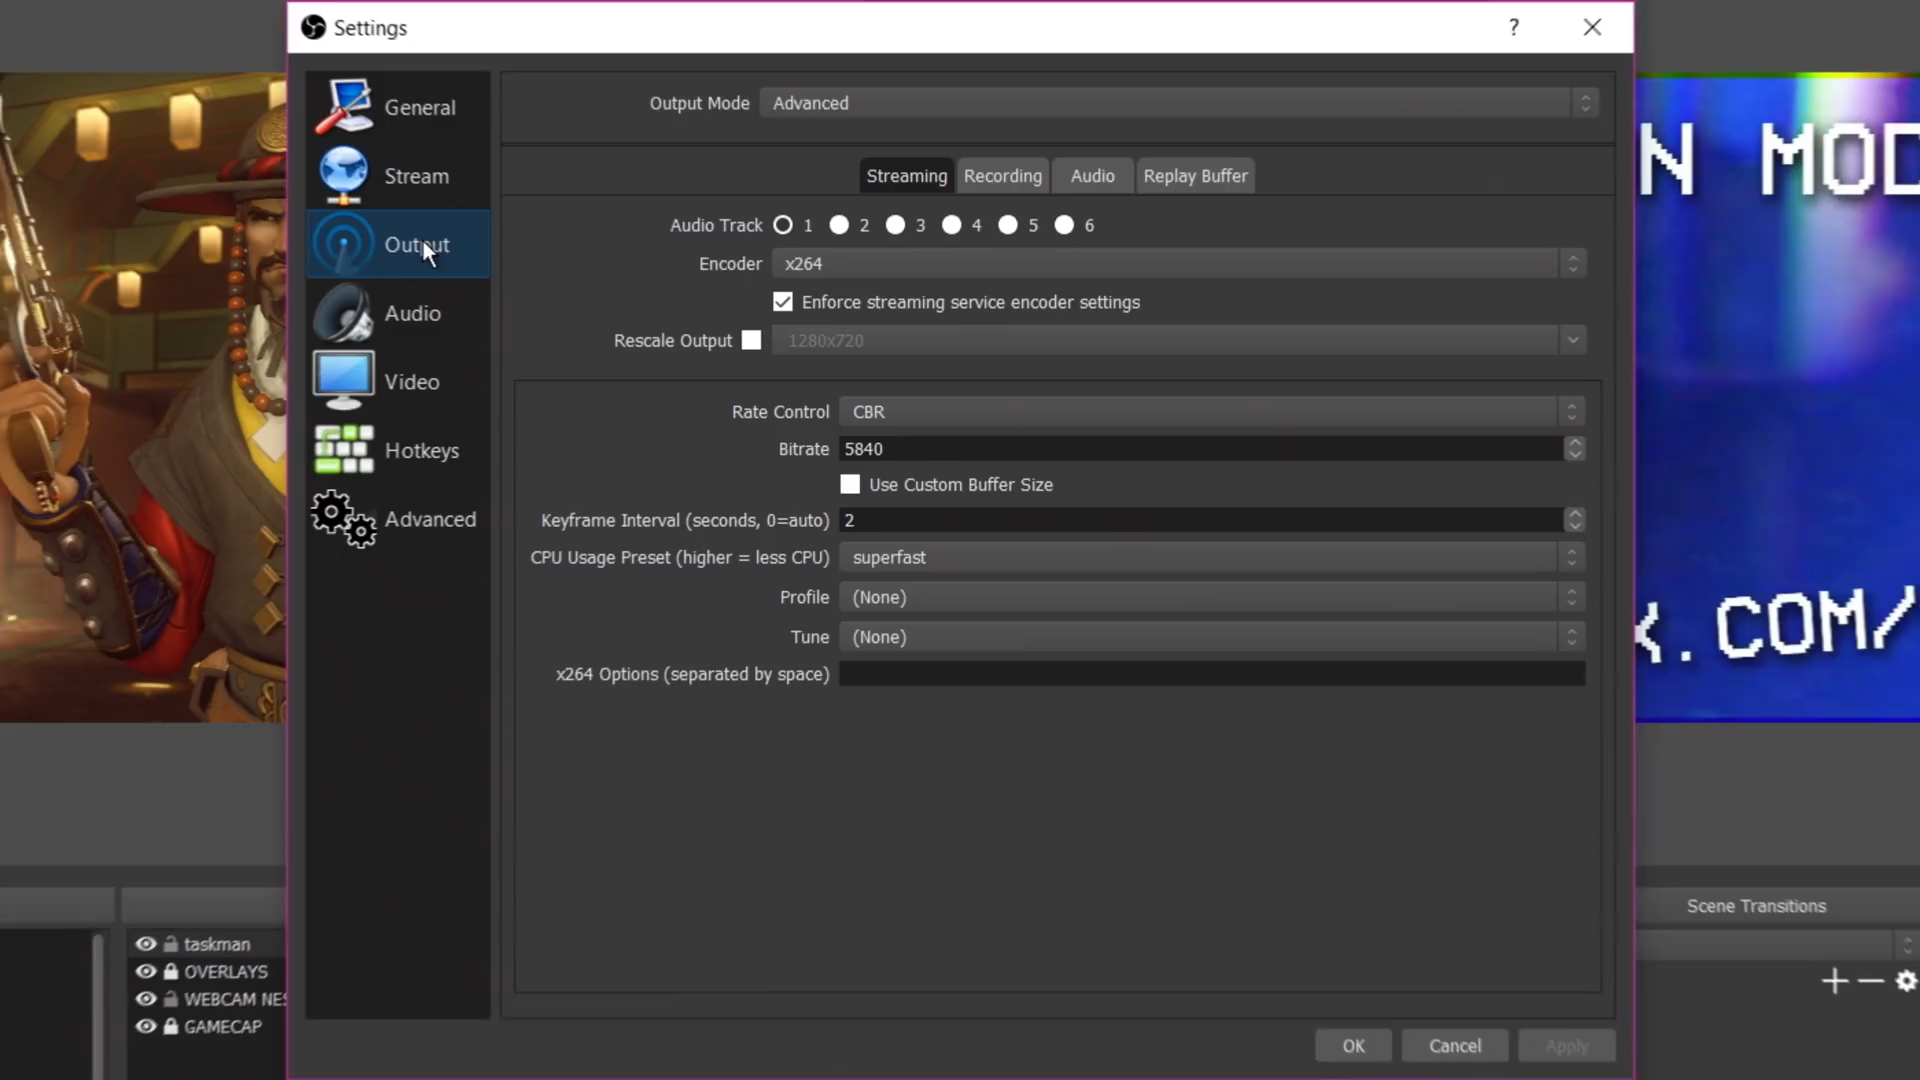 Settings
?
General
Stream
Output
Audio
Video
Hotkeys
Advanced
Output Mode Advanced
Streaming Recording Audio Replay Buffer
Audio Track 1 2 3 4 5 6
Encoder x264
Enforce streaming service encoder settings
Rescale Output 1280x720
Rate Control CBR
Bitrate 5840
Use Custom Buffer Size
Keyframe Interval (seconds, 0=auto) 2
CPU Usage Preset (higher = less CPU) superfast
Profile (None)
Tune (None)
x264 Options (separated by space)
OK Cancel Apply
N MOD
.COM/
Scene Transitions
taskman
OVERLAYS
WEBCAM NES
GAMECAP